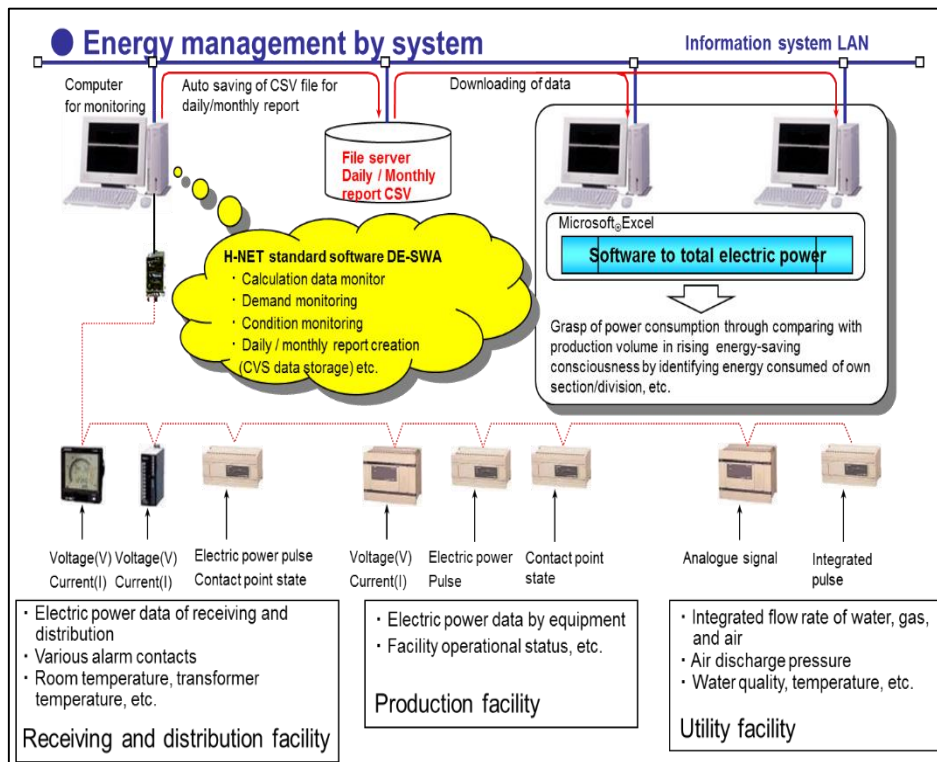 ● Energy management by system
Information system LAN
Computer
for monitoring
Auto saving of CSV file for
daily/monthly report
Downloading of data
File server
Daily / Monthly
report CSV
H-NET standard software DE-SWA
・Calculation data monitor
・Demand monitoring
・Condition monitoring
・Daily / monthly report creation
(CVS data storage) etc.
Microsoft®Excel
Software to total electric power
Grasp of power consumption through comparing with
production volume in rising energy-saving
consciousness by identifying energy consumed of own
section/division, etc.
Voltage(V)
Current(I)
Voltage(V)
Current(I)
Electric power pulse
Contact point state
Voltage(V)
Current(I)
Electric power
Pulse
Contact point
state
Analogue signal
Integrated
pulse
・Electric power data of receiving and
distribution
・Various alarm contacts
・Room temperature, transformer
temperature, etc.
Receiving and distribution facility
・Electric power data by equipment
・Facility operational status, etc.
Production facility
・Integrated flow rate of water, gas,
and air
・Air discharge pressure
・Water quality, temperature, etc.
Utility facility